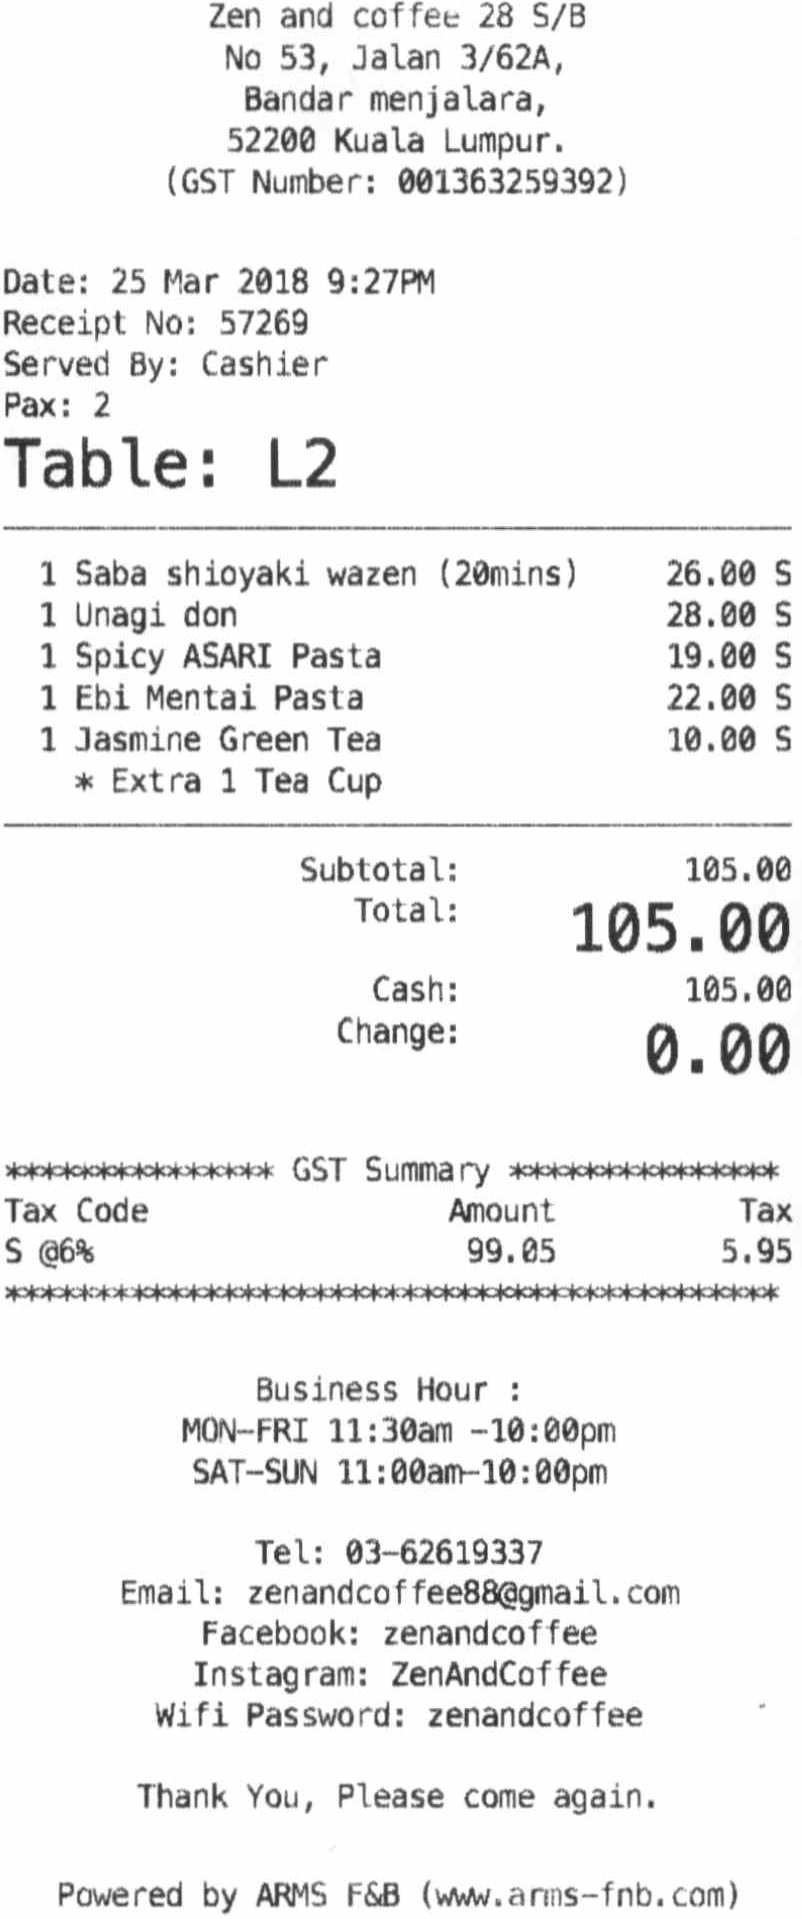 Zen and coffee 28 S/B
No 53, Jalan 3/62A,
Bandar menjalara,
52200 Kuala Lumpur.
(GST Number: 001363259392)
Date: 25 Mar 2018 9:27PM
Receipt No: 57269
Served By: Cashier
Pax: 2
Table: L2
1 Saba shioyaki wazen (20mins) 26.00 S
1 Unagi don 28.00 S
1 Spicy ASARI Pasta 19.00 S
1 Ebi Mentai Pasta 22.00 S
1 Jasmine Green Tea 10.00 S
* Extra 1 Tea Cup
Subtotal: 105.00
Total: 105.00
Cash: 105.00
Change: 0.00
*************** GST Summary ***************
Tax Code Amount Tax
S @6% 99.05 5.95
*******************************************
Business Hour :
MON-FRI 11:30am -10:00pm
SAT-SUN 11:00am-10:00pm
Tel: 03-62619337
Email: zenandcoffee88@gmail.com
Facebook: zenandcoffee
Instagram: ZenAndCoffee
Wifi Password: zenandcoffee
Thank You, Please come again.
Powered by ARMS F&B (www.arms-fnb.com)